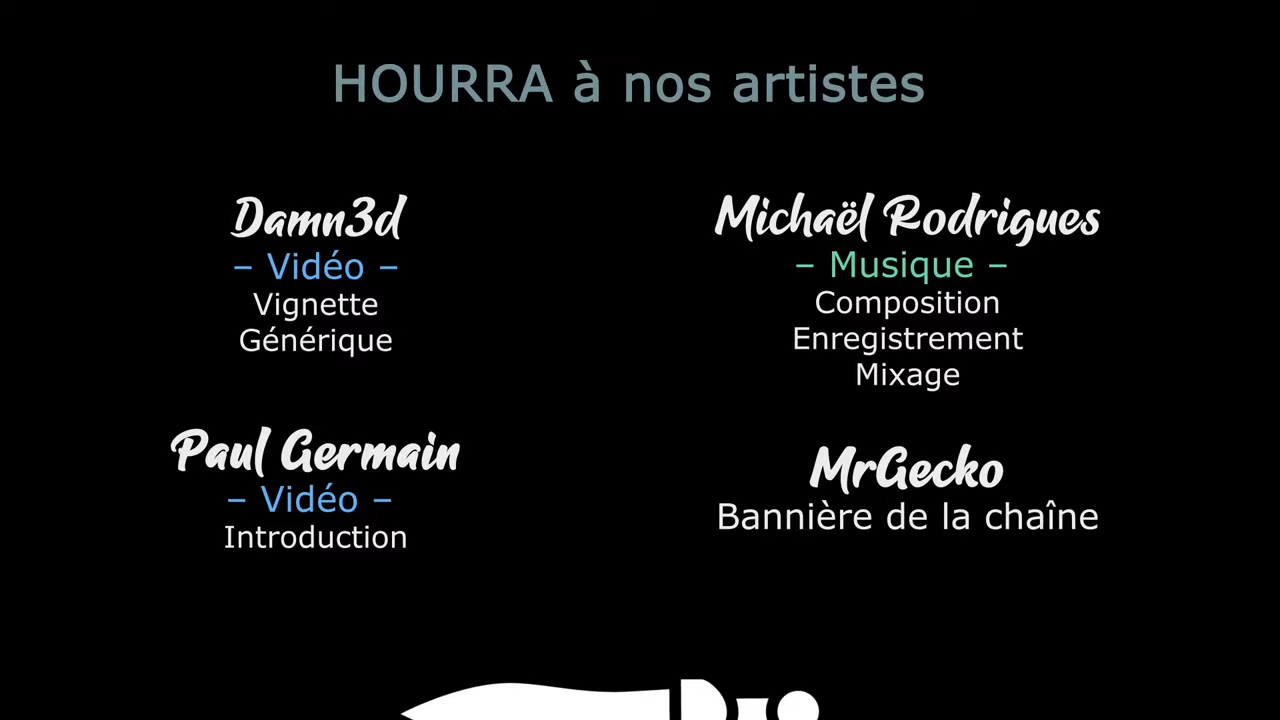 HOURRA à nos artistes
Damn3d
– Vidéo –
Vignette
Générique
Michaël Rodrigues
– Musique –
Composition
Enregistrement
Mixage
Paul Germain
– Vidéo –
Introduction
MrGecko
Bannière de la chaîne